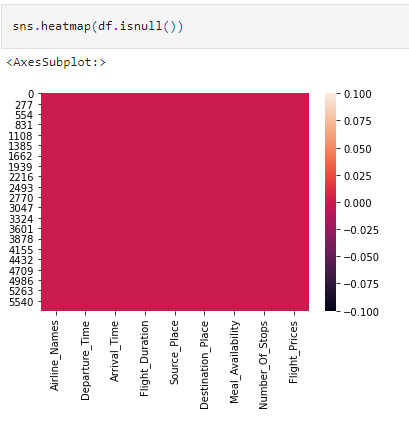 sns.heatmap(df.isnull())
<AxesSubplot:>
0
277
554
831
1108
1385
1662
1939
2216
2493
2770
3047
3324
3601
3878
4155
4432
4709
4986
5263
5540
0.100
0.075
0.050
0.025
0.000
−0.025
−0.050
−0.075
−0.100
Airline_Names
Departure_Time
Arrival_Time
Flight_Duration
Source_Place
Destination_Place
Meal_Availability
Number_Of_Stops
Flight_Prices